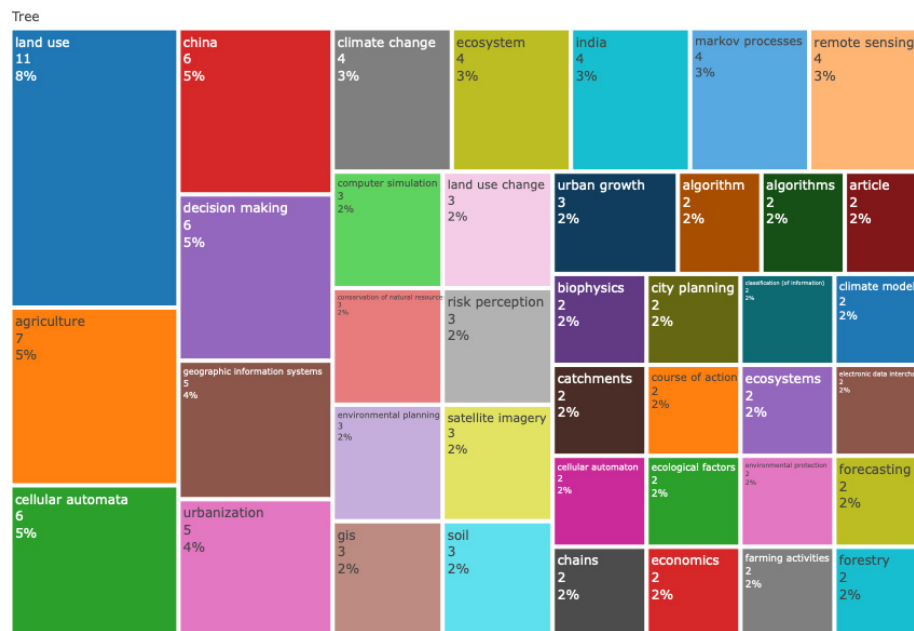 Tree
land use
11
8%
agriculture
7
5%
cellular automata
6
5%
china
6
5%
decision making
6
5%
geographic information systems
5
4%
urbanization
5
4%
climate change
4
3%
ecosystem
4
3%
india
4
3%
markov processes
4
3%
remote sensing
4
3%
computer simulation
3
2%
land use change
3
2%
conservation of natural resource
3
2%
risk perception
3
2%
environmental planning
3
2%
satellite imagery
3
2%
gis
3
2%
soil
3
2%
urban growth
3
2%
algorithm
2
2%
algorithms
2
2%
article
2
2%
biophysics
2
2%
city planning
2
2%
classification (of information)
2
2%
climate model
2
2%
catchments
2
2%
course of action
2
2%
ecosystems
2
2%
electronic data intercha
2
2%
cellular automaton
2
2%
ecological factors
2
2%
environmental protection
2
2%
forecasting
2
2%
chains
2
2%
economics
2
2%
farming activities
2
2%
forestry
2
2%